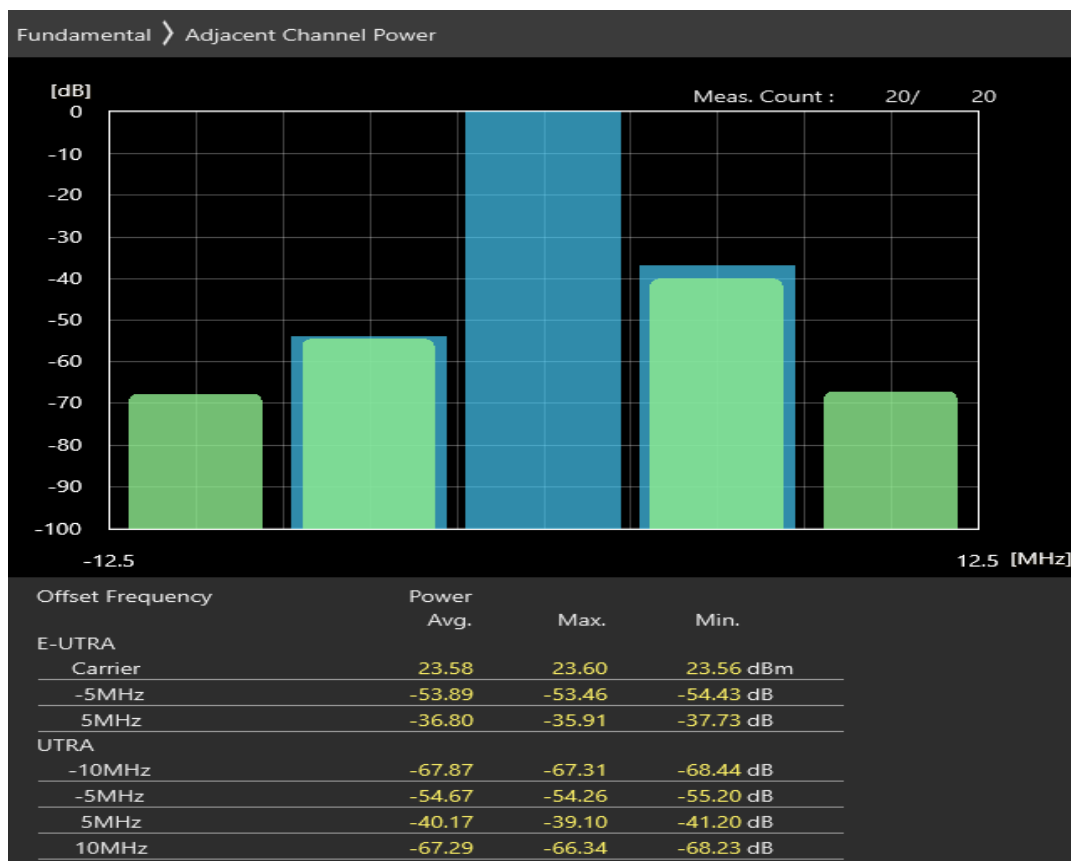 Fundamental ❯ Adjacent Channel Power
[dB]
Meas. Count : 20/ 20
0
-10
-20
-30
-40
-50
-60
-70
-80
-90
-100
-12.5 12.5 [MHz]
Offset Frequency Power
Avg. Max. Min.
E-UTRA
Carrier 23.58 23.60 23.56 dBm
-5MHz -53.89 -53.46 -54.43 dB
5MHz -36.80 -35.91 -37.73 dB
UTRA
-10MHz -67.87 -67.31 -68.44 dB
-5MHz -54.67 -54.26 -55.20 dB
5MHz -40.17 -39.10 -41.20 dB
10MHz -67.29 -66.34 -68.23 dB